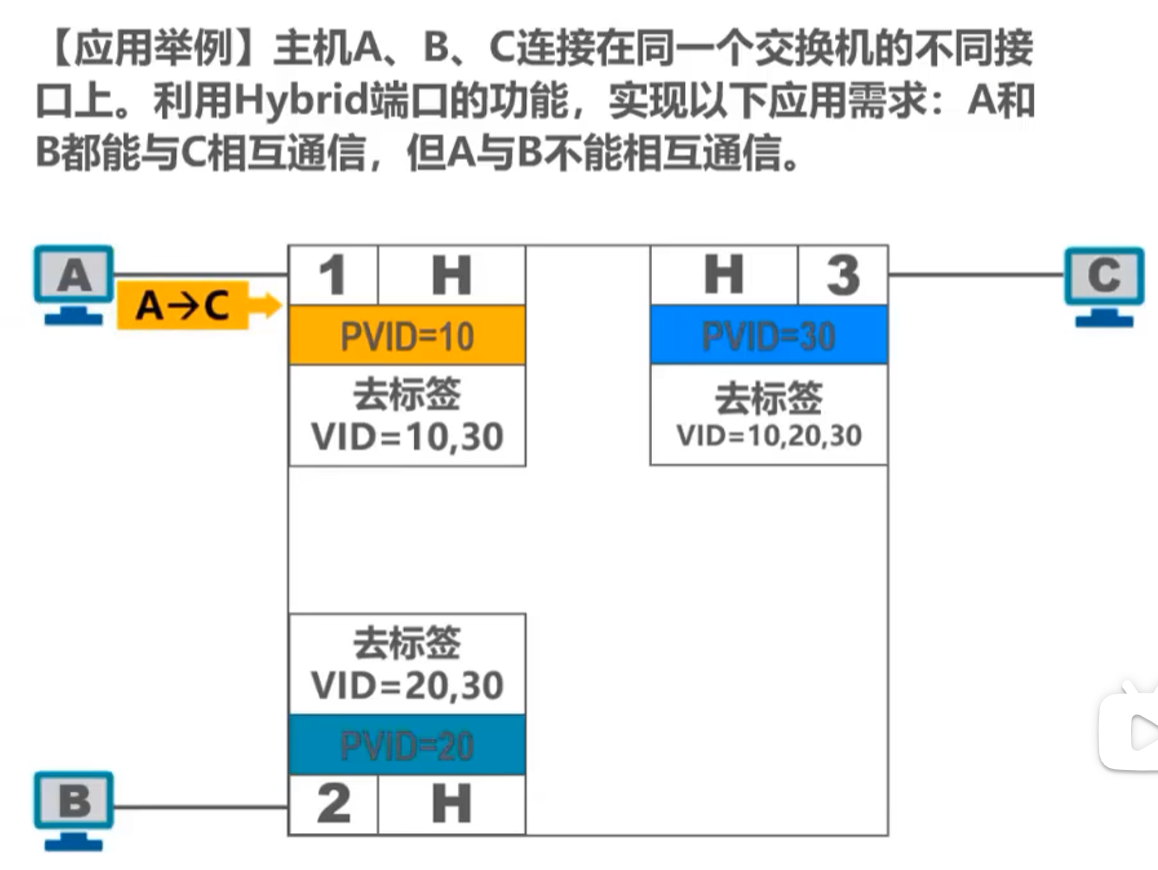 【应用举例】主机A、B、C连接在同一个交换机的不同接
口上。利用Hybrid端口的功能，实现以下应用需求：A和
B都能与C相互通信，但A与B不能相互通信。
A
1
H
H
3
C
A→C
PVID=10
PVID=30
去标签
VID=10,30
去标签
VID=10,20,30
去标签
VID=20,30
PVID=20
B
2
H